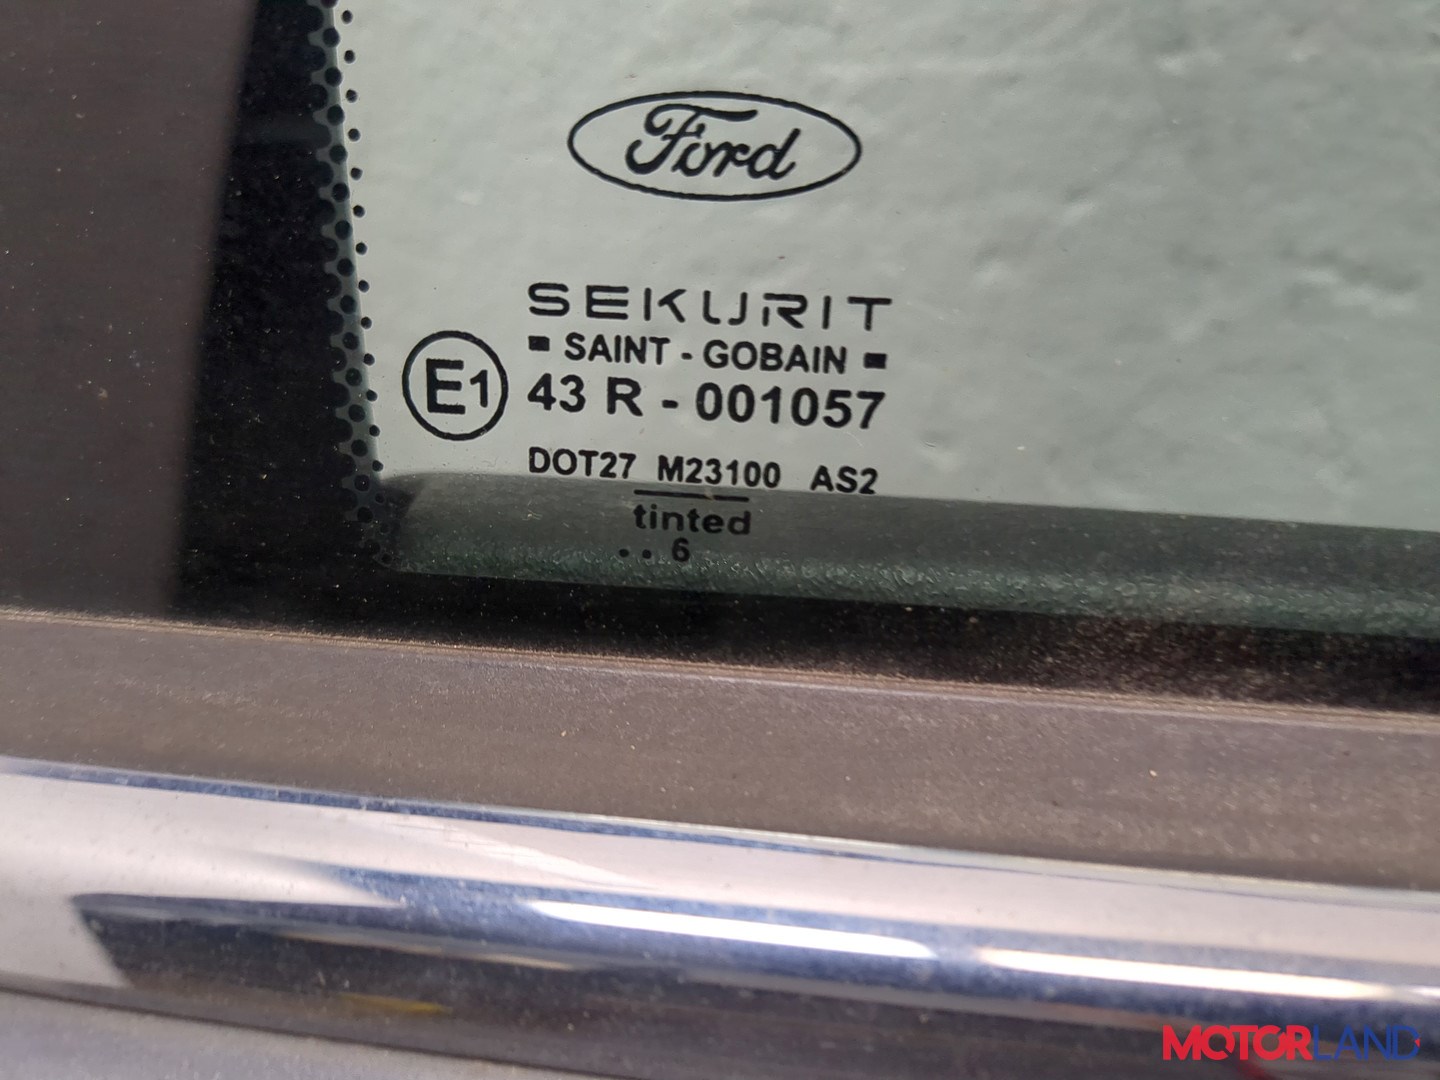 Ford
SEKURIT
SAINT - GOBAIN
E1 43 R - 001057
DOT27 M23100 AS2
tinted
. . 6
MOTORLAND